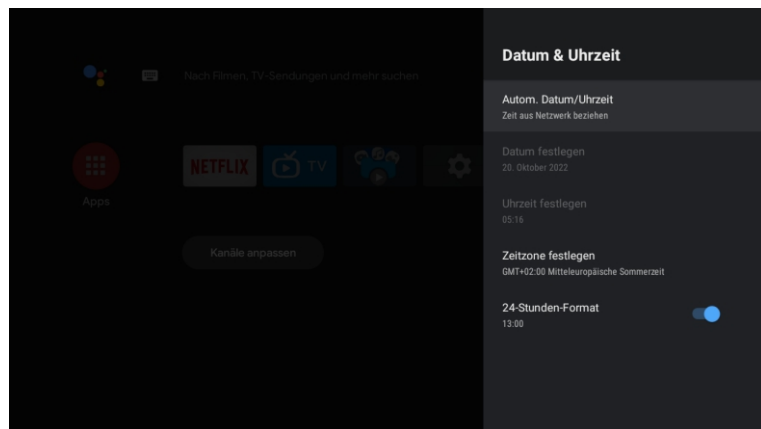 Datum & Uhrzeit
Nach Filmen, TV-Sendungen und mehr suchen
Autom. Datum/Uhrzeit
Zeit aus Netzwerk beziehen
Datum festlegen
20. Oktober 2022
NETFLIX
TV
Apps
Uhrzeit festlegen
05:16
Kanäle anpassen
Zeitzone festlegen
GMT+02:00 Mitteleuropäische Sommerzeit
24-Stunden-Format
13:00